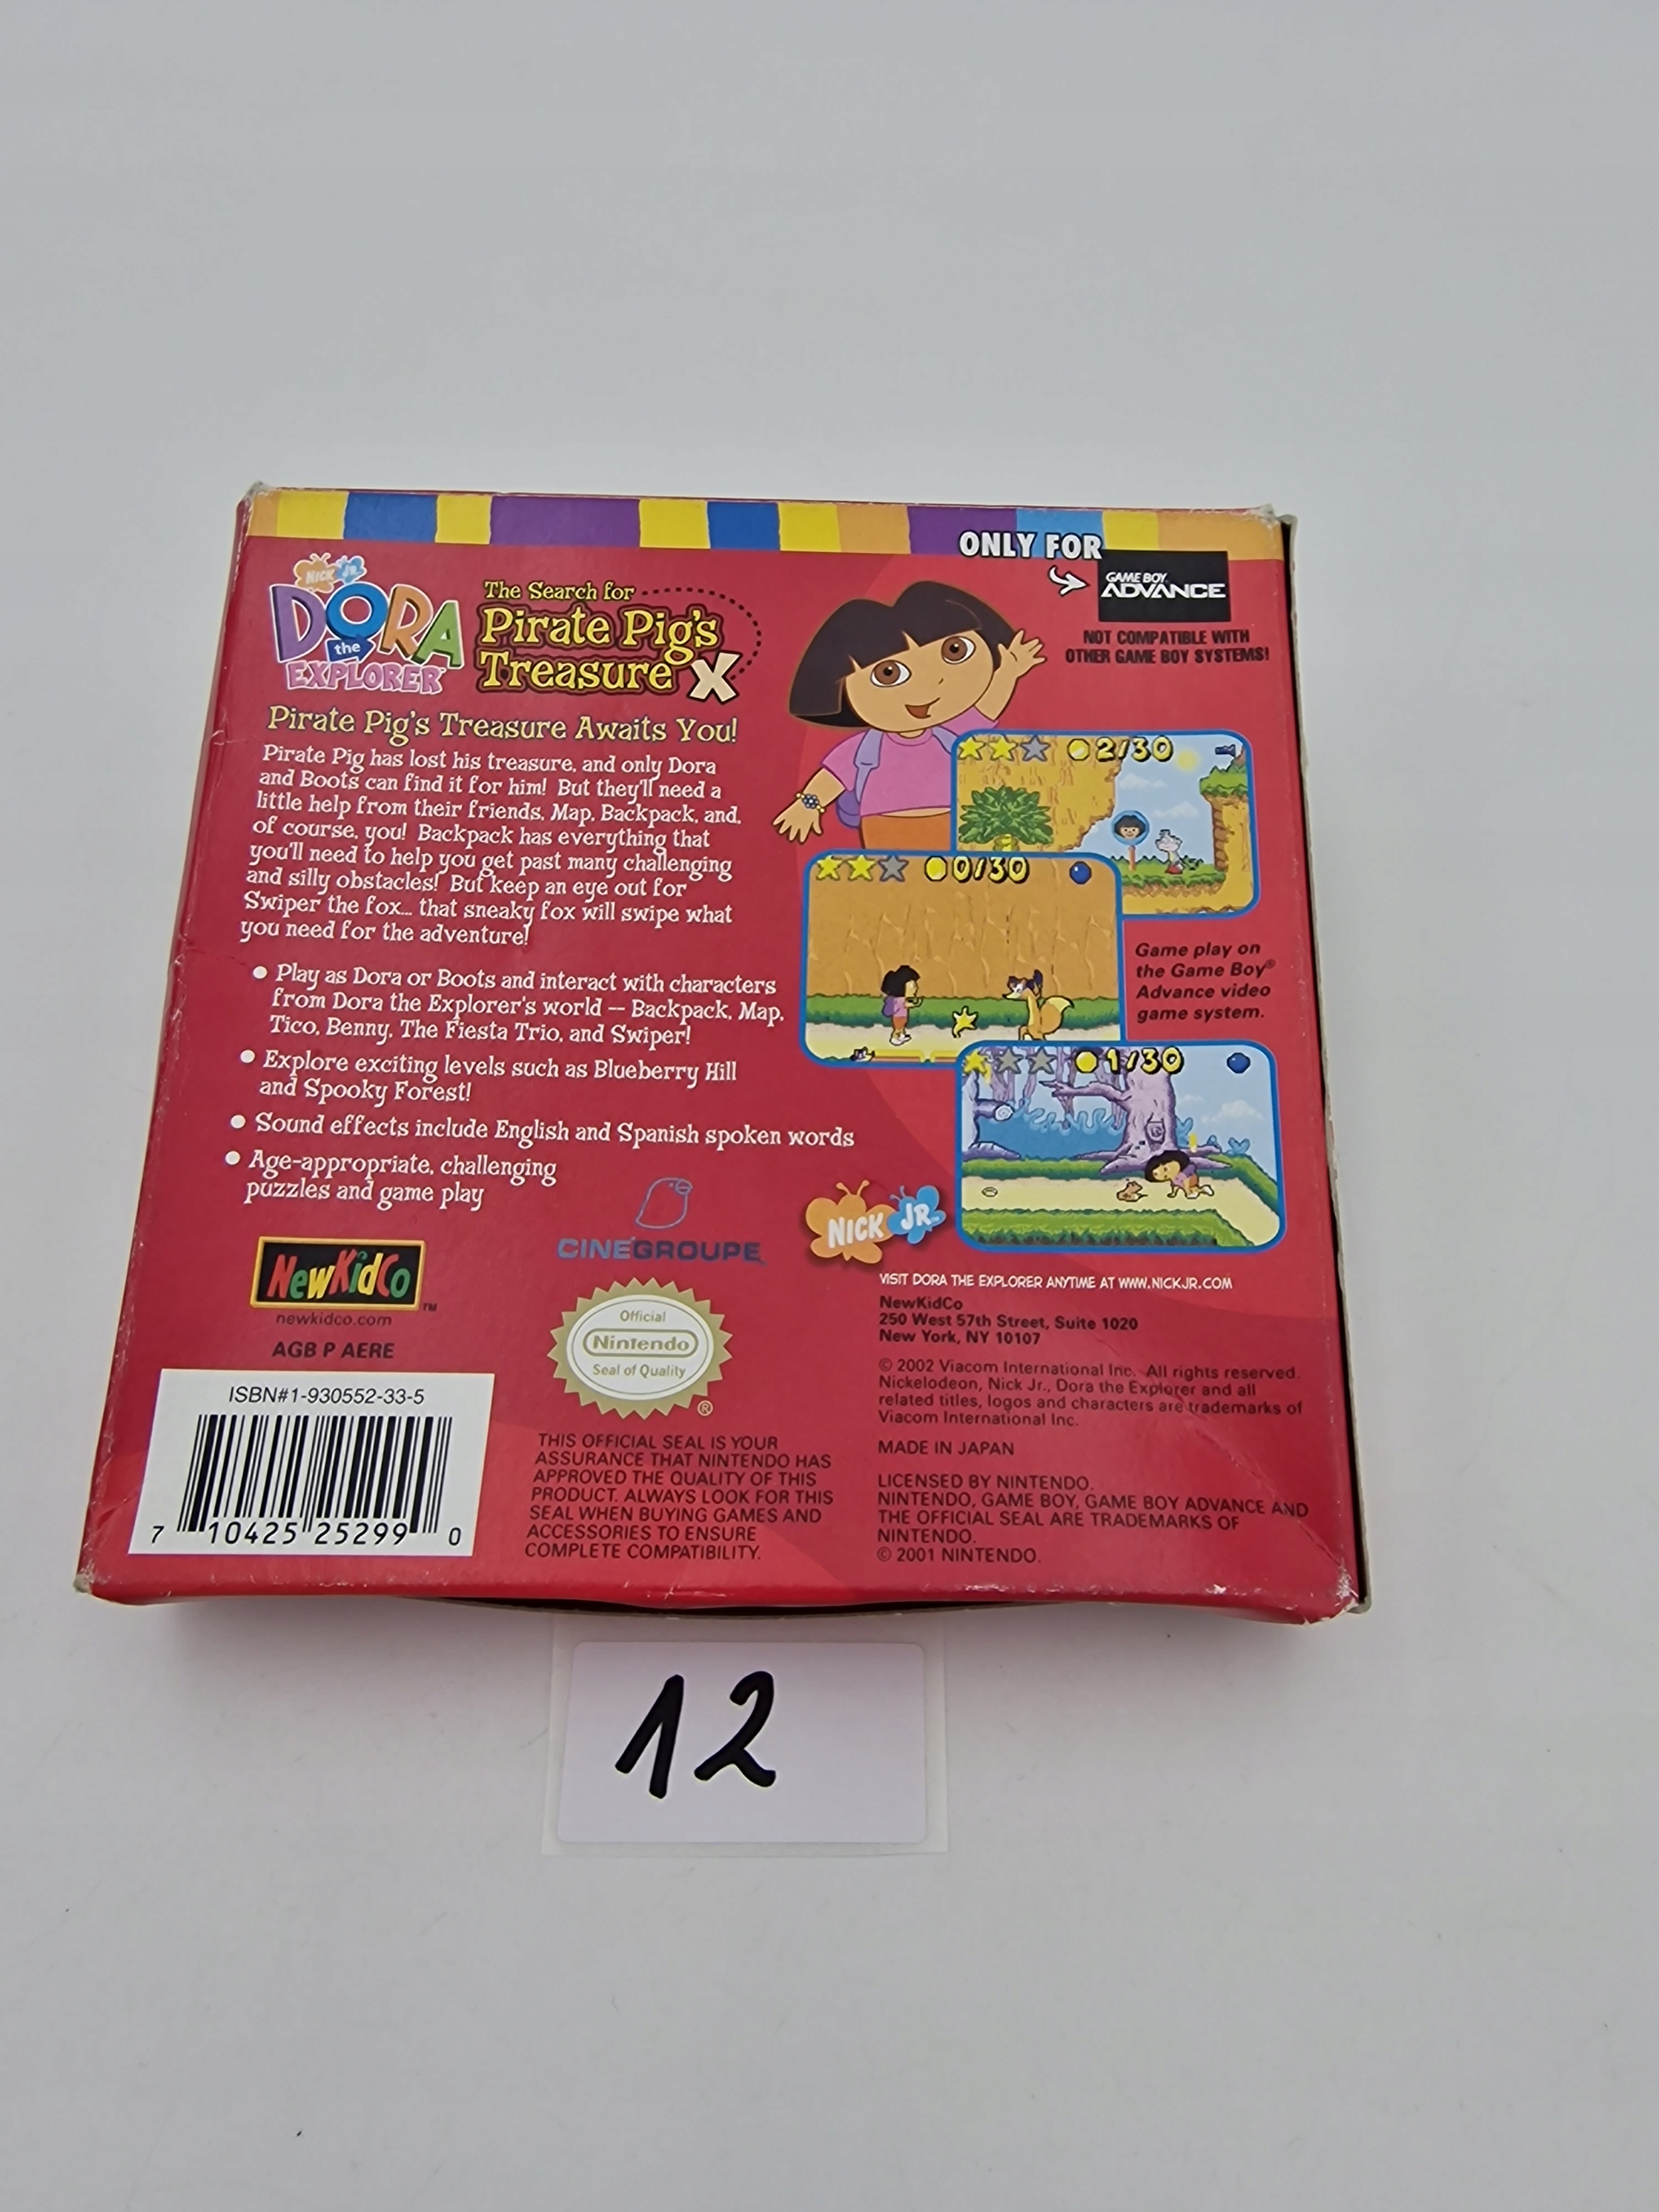 ONLY FOR
GAME BOY
ADVANCE
NOT COMPATIBLE WITH
OTHER GAME BOY SYSTEMS!
NICK JR.
DORA
the
EXPLORER
The Search for
Pirate Pig's
Treasure X
Pirate Pig's Treasure Awaits You!
Pirate Pig has lost his treasure, and only Dora
and Boots can find it for him! But they'll need a
little help from their friends, Map, Backpack, and,
of course, you! Backpack has everything that
you'll need to help you get past many challenging
and silly obstacles! But keep an eye out for
Swiper the fox... that sneaky fox will swipe what
you need for the adventure!
• Play as Dora or Boots and interact with characters
from Dora the Explorer's world -- Backpack, Map,
Tico, Benny, The Fiesta Trio, and Swiper!
• Explore exciting levels such as Blueberry Hill
and Spooky Forest!
• Sound effects include English and Spanish spoken words
• Age-appropriate, challenging
puzzles and game play
2/30
0/30
Game play on
the Game Boy®
Advance video
game system.
1/30
NewKidCo
TM
newkidco.com
AGB P AERE
CINÉGROUPE
NICK JR.
Official
Nintendo
Seal of Quality
®
THIS OFFICIAL SEAL IS YOUR
ASSURANCE THAT NINTENDO HAS
APPROVED THE QUALITY OF THIS
PRODUCT. ALWAYS LOOK FOR THIS
SEAL WHEN BUYING GAMES AND
ACCESSORIES TO ENSURE
COMPLETE COMPATIBILITY.
VISIT DORA THE EXPLORER ANYTIME AT WWW.NICKJR.COM
NewKidCo
250 West 57th Street, Suite 1020
New York, NY 10107
© 2002 Viacom International Inc. All rights reserved.
Nickelodeon, Nick Jr., Dora the Explorer and all
related titles, logos and characters are trademarks of
Viacom International Inc.
MADE IN JAPAN
LICENSED BY NINTENDO.
NINTENDO, GAME BOY, GAME BOY ADVANCE AND
THE OFFICIAL SEAL ARE TRADEMARKS OF
NINTENDO.
© 2001 NINTENDO.
ISBN#1-930552-33-5
7 10425 25299 0
12